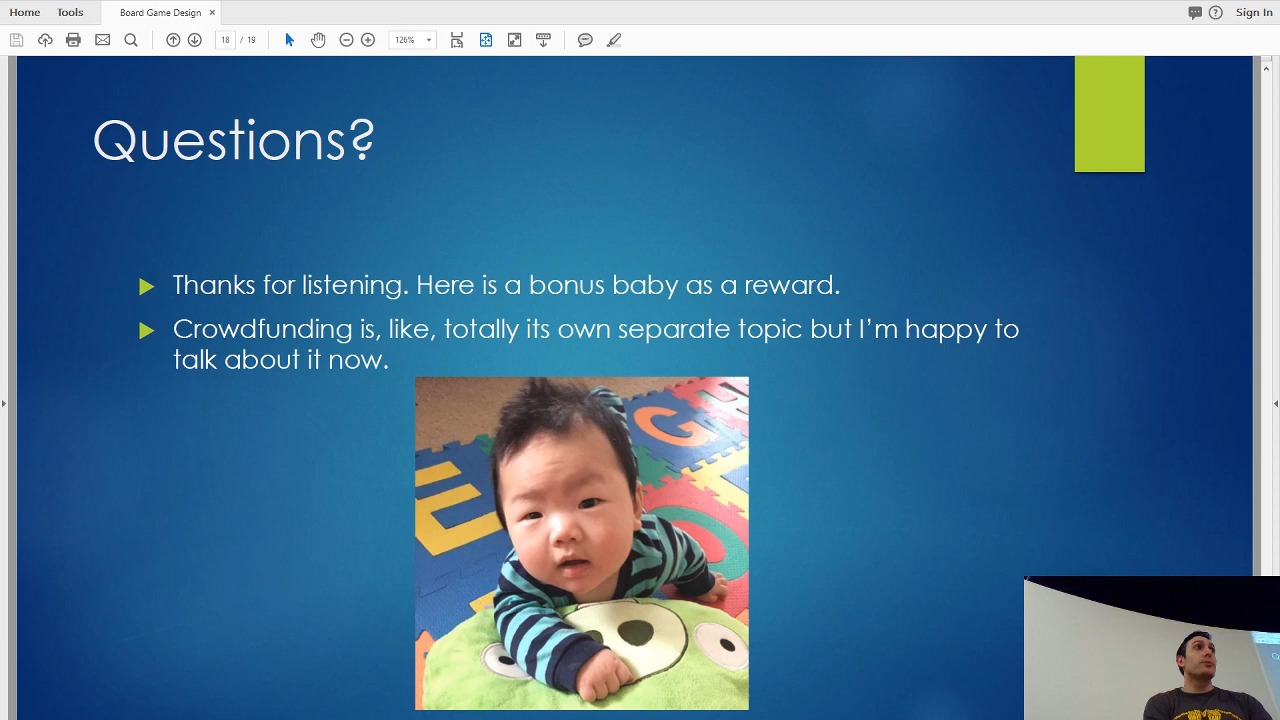 Home Tools Board Game Design × Sign In
18 / 19 126%
Questions?
Thanks for listening. Here is a bonus baby as a reward.
Crowdfunding is, like, totally its own separate topic but I'm happy to
talk about it now.
G
E